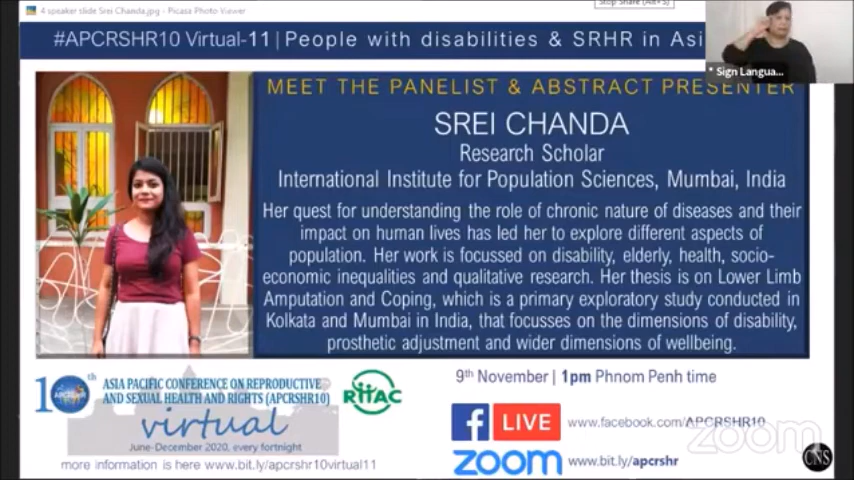 4 speaker slide Srei Chanda.jpg - Picasa Photo Viewer
Stop Share (Alt+S)
#APCRSHR10 Virtual-11 | People with disabilities & SRHR in Asi
* Sign Langua...
MEET THE PANELIST & ABSTRACT PRESENTER
SREI CHANDA
Research Scholar
International Institute for Population Sciences, Mumbai, India
Her quest for understanding the role of chronic nature of diseases and their
impact on human lives has led her to explore different aspects of
population. Her work is focussed on disability, elderly, health, socio-
economic inequalities and qualitative research. Her thesis is on Lower Limb
Amputation and Coping, which is a primary exploratory study conducted in
Kolkata and Mumbai in India, that focusses on the dimensions of disability,
prosthetic adjustment and wider dimensions of wellbeing.
10th ASIA PACIFIC CONFERENCE ON REPRODUCTIVE
AND SEXUAL HEALTH AND RIGHTS (APCRSHR10)
virtual
June-December 2020, every fortnight
more information is here www.bit.ly/apcrshr10virtual11
9th November | 1pm Phnom Penh time
f LIVE www.facebook.com/APCRSHR10
zoom www.bit.ly/apcrshr
zoom
CNS